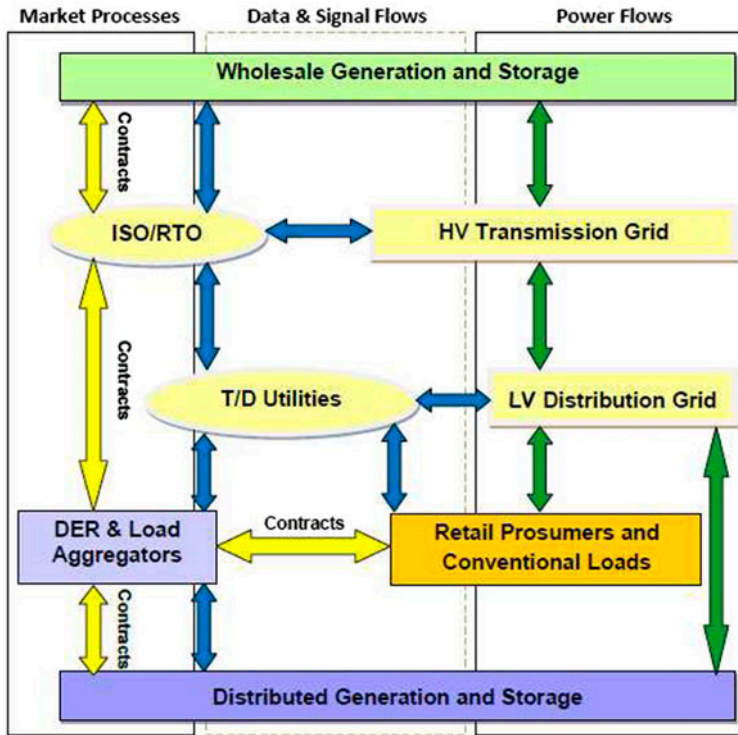 Market Processes
Data & Signal Flows
Power Flows
Wholesale Generation and Storage
Contracts
ISO/RTO
HV Transmission Grid
Contracts
T/D Utilities
LV Distribution Grid
DER & Load
Aggregators
Contracts
Retail Prosumers and
Conventional Loads
Contracts
Distributed Generation and Storage